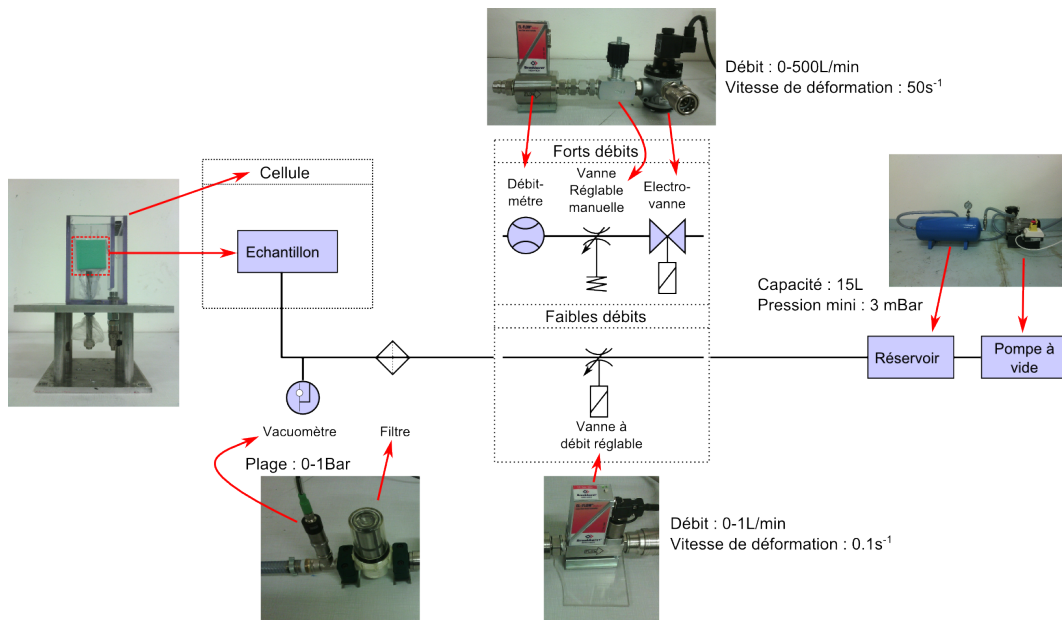 Débit : 0-500L/min
Vitesse de déformation : 50s⁻¹
Forts débits
Cellule
Débit-
métre
Vanne
Réglable
manuelle
Electro-
vanne
Echantillon
Capacité : 15L
Pression mini : 3 mBar
Faibles débits
Réservoir
Pompe à
vide
Vacuomètre
Filtre
Vanne à
débit réglable
Plage : 0-1Bar
Débit : 0-1L/min
Vitesse de déformation : 0.1s⁻¹